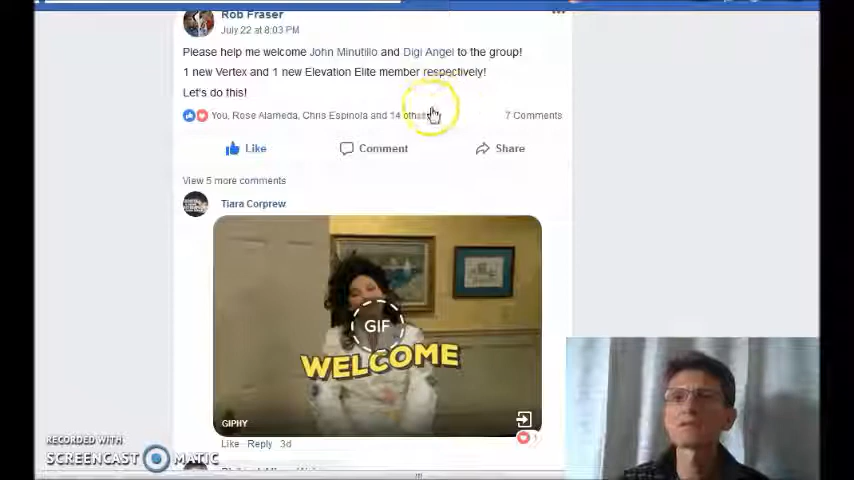 Rob Fraser
July 22 at 8:03 PM
Please help me welcome John Minutillo and Digi Angel to the group!
1 new Vertex and 1 new Elevation Elite member respectively!
Let's do this!
You, Rose Alameda, Chris Espinola and 14 others
7 Comments
Like
Comment
Share
View 5 more comments
Tiara Corprew
GIF
WELCOME
GIPHY
1
Like Reply 3d
RECORDED WITH
SCREENCAST MATIC